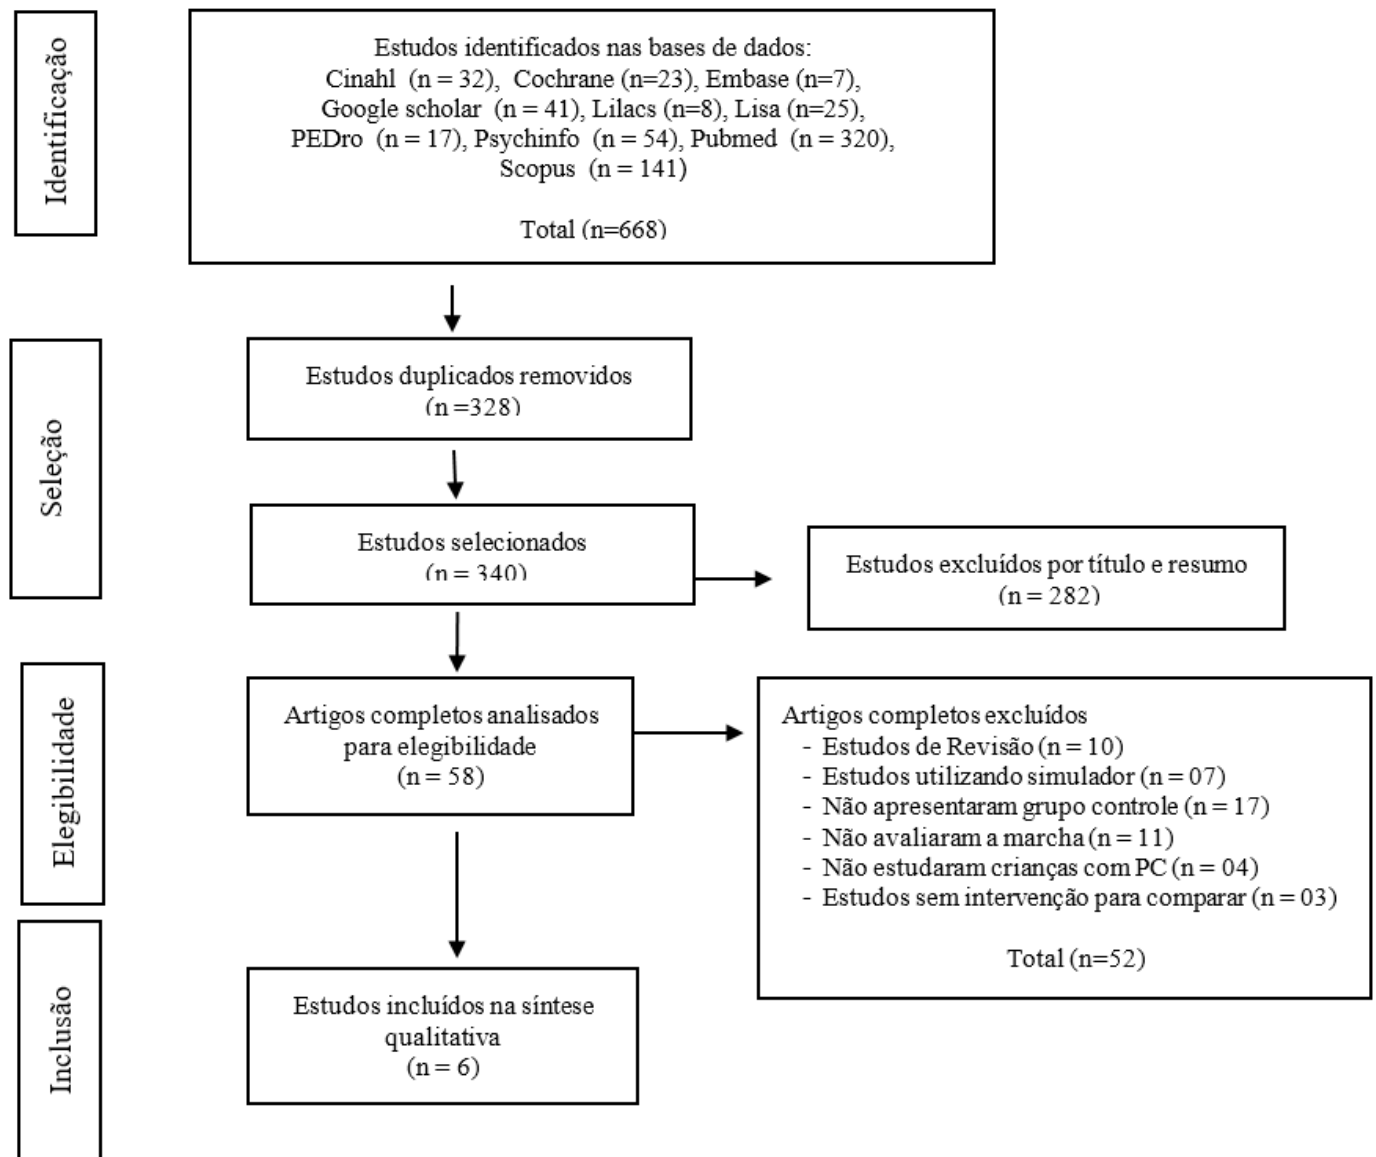 Identificação
Estudos identificados nas bases de dados:
Cinahl (n = 32), Cochrane (n=23), Embase (n=7),
Google scholar (n = 41), Lilacs (n=8), Lisa (n=25),
PEDro (n = 17), Psychinfo (n = 54), Pubmed (n = 320),
Scopus (n = 141)
Total (n=668)
Seleção
Estudos duplicados removidos
(n =328)
Estudos selecionados
(n = 340)
Estudos excluídos por título e resumo
(n = 282)
Elegibilidade
Artigos completos analisados
para elegibilidade
(n = 58)
Artigos completos excluídos
- Estudos de Revisão (n = 10)
- Estudos utilizando simulador (n = 07)
- Não apresentaram grupo controle (n = 17)
- Não avaliaram a marcha (n = 11)
- Não estudaram crianças com PC (n = 04)
- Estudos sem intervenção para comparar (n = 03)
Total (n=52)
Inclusão
Estudos incluídos na síntese
qualitativa
(n = 6)